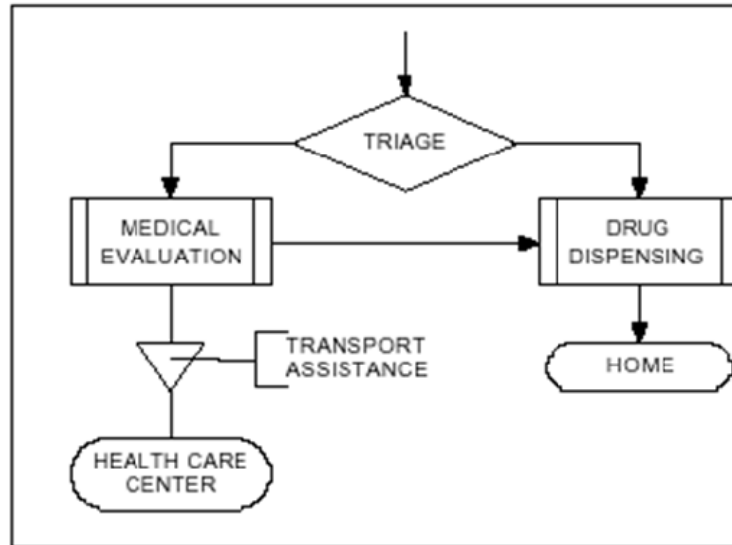 TRIAGE
MEDICAL
EVALUATION
DRUG
DISPENSING
TRANSPORT
ASSISTANCE
HOME
HEALTH CARE
CENTER